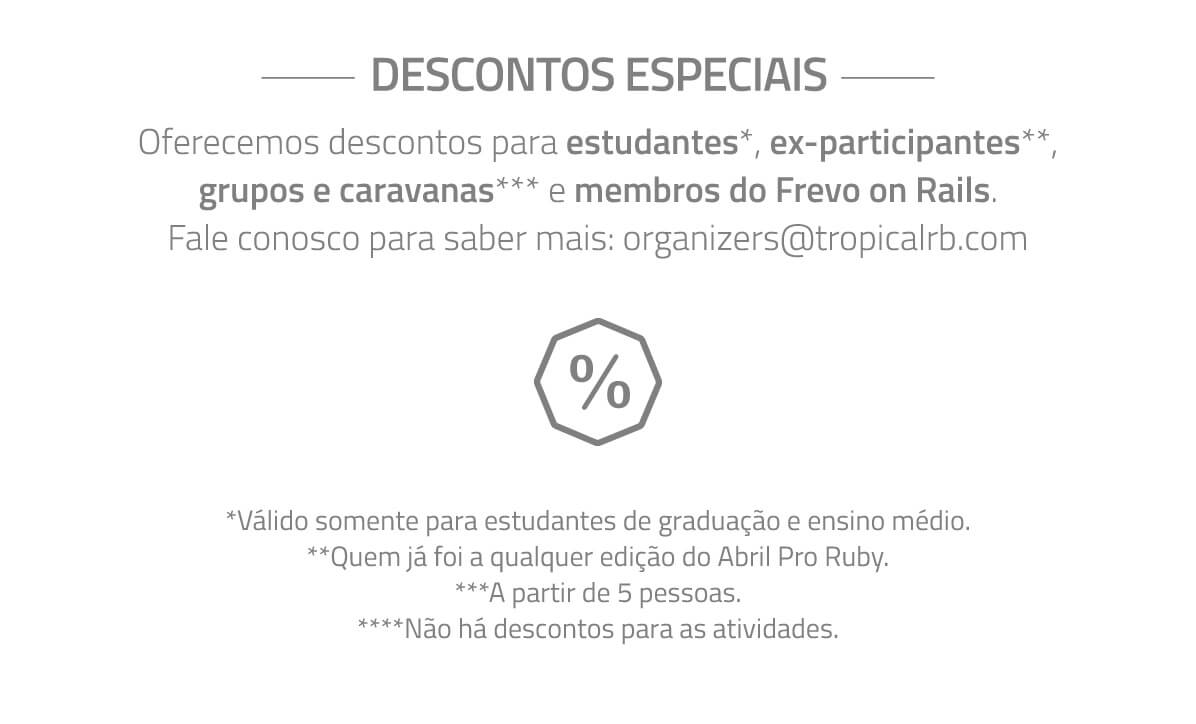 DESCONTOS ESPECIAIS
Oferecemos descontos para estudantes*, ex-participantes**,
grupos e caravanas*** e membros do Frevo on Rails.
Fale conosco para saber mais: organizers@tropicalrb.com
%
*Válido somente para estudantes de graduação e ensino médio.
**Quem já foi a qualquer edição do Abril Pro Ruby.
***A partir de 5 pessoas.
****Não há descontos para as atividades.